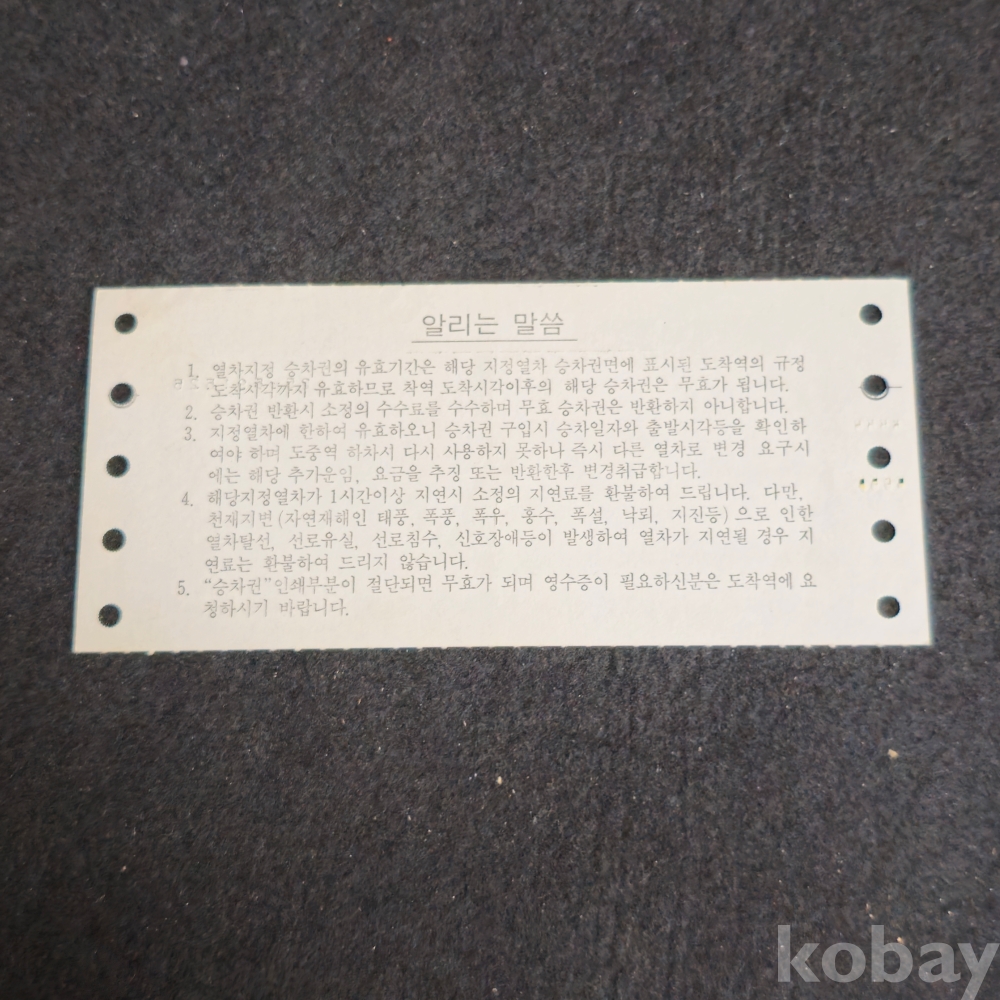 알리는 말씀
1. 열차지정 승차권의 유효기간은 해당 지정열차 승차권면에 표시된 도착역의 규정
도착시각까지 유효하므로 착역 도착시각이후의 해당 승차권은 무효가 됩니다.
2. 승차권 반환시 소정의 수수료를 수수하며 무효 승차권은 반환하지 아니합니다.
3. 지정열차에 한하여 유효하오니 승차권 구입시 승차일자와 출발시각등을 확인하
여야 하며 도중역 하차시 다시 사용하지 못하나 즉시 다른 열차로 변경 요구시
에는 해당 추가운임, 요금을 추징 또는 반환한후 변경취급합니다.
4. 해당지정열차가 1시간이상 지연시 소정의 지연료를 환불하여 드립니다. 다만,
천재지변(자연재해인 태풍, 폭풍, 폭우, 홍수, 폭설, 낙뢰, 지진등)으로 인한
열차탈선, 선로유실, 선로침수, 신호장애등이 발생하여 열차가 지연될 경우 지
연료는 환불하여 드리지 않습니다.
5. “승차권”인쇄부분이 절단되면 무효가 되며 영수증이 필요하신분은 도착역에 요
청하시기 바랍니다.
kobay